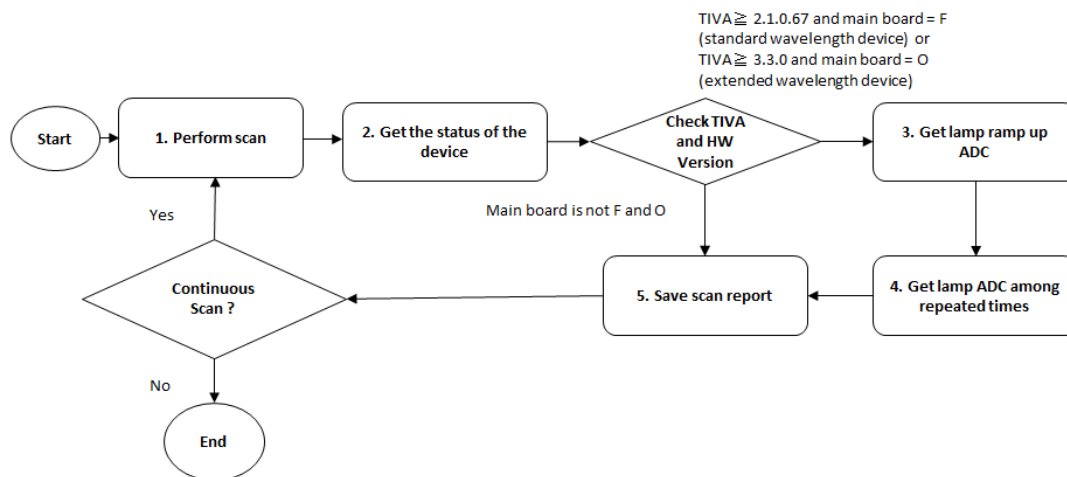 TIVA ≧ 2.1.0.67 and main board = F
(standard wavelength device) or
TIVA ≧ 3.3.0 and main board = O
(extended wavelength device)
Start
1. Perform scan
2. Get the status of the
device
Check TIVA
and HW
Version
3. Get lamp ramp up
ADC
Yes
Main board is not F and O
Continuous
Scan ?
5. Save scan report
4. Get lamp ADC among
repeated times
No
End